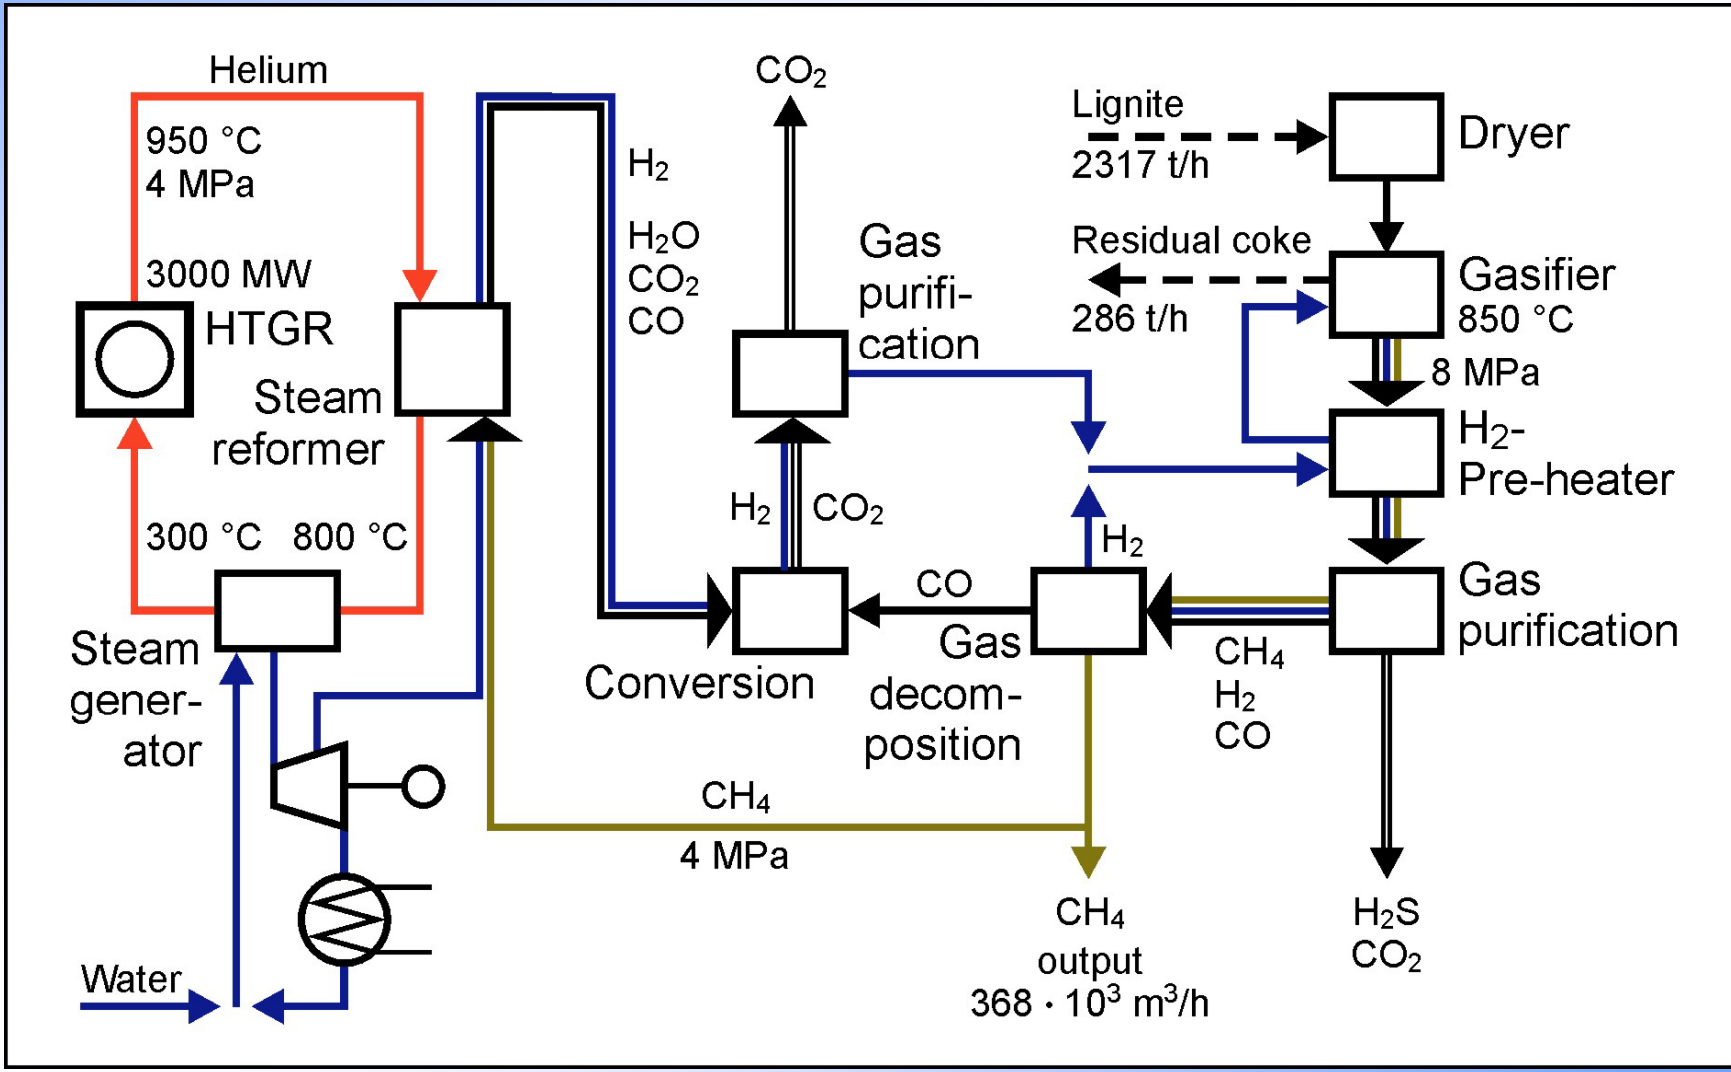 Helium
950 °C
4 MPa
3000 MW
HTGR
Steam
reformer
300 °C
800 °C
Steam
gener-
ator
Water
H₂
H₂O
CO₂
CO
CO₂
Gas
purifi-
cation
H₂
CO₂
Conversion
CO
H₂
Gas
decom-
position
CH₄
4 MPa
CH₄
output
368 · 10³ m³/h
Lignite
2317 t/h
Dryer
Residual coke
286 t/h
Gasifier
850 °C
8 MPa
H₂-
Pre-heater
Gas
purification
CH₄
H₂
CO
H₂S
CO₂